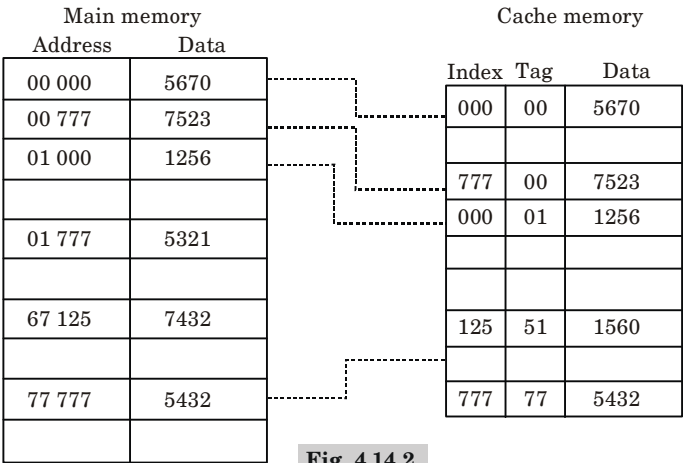 Main memory
Address Data
00 000 5670
00 777 7523
01 000 1256
01 777 5321
67 125 7432
77 777 5432
Cache memory
Index Tag Data
000 00 5670
777 00 7523
000 01 1256
125 51 1560
777 77 5432
Fig. 4.14.2